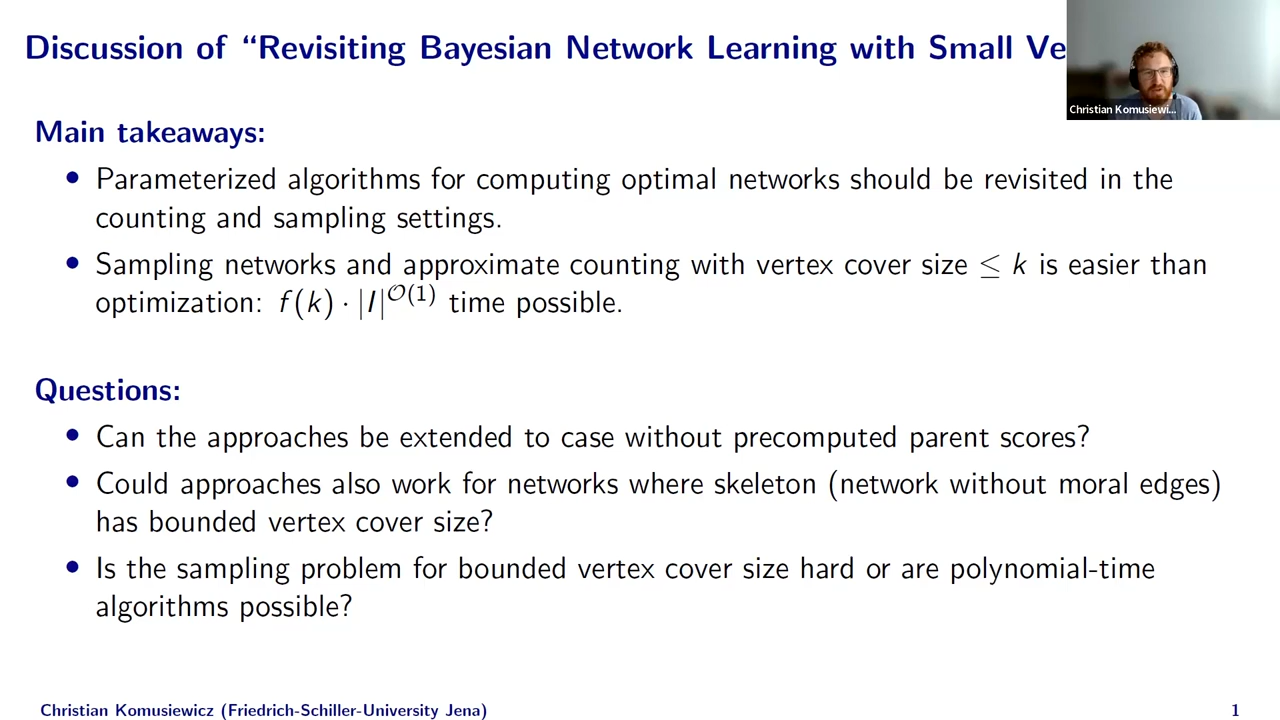 Discussion of “Revisiting Bayesian Network Learning with Small Ve
Christian Komusiewi...
Main takeaways:
• Parameterized algorithms for computing optimal networks should be revisited in the
counting and sampling settings.
• Sampling networks and approximate counting with vertex cover size ≤ k is easier than
optimization: f(k) · |I|^O(1) time possible.
Questions:
• Can the approaches be extended to case without precomputed parent scores?
• Could approaches also work for networks where skeleton (network without moral edges)
has bounded vertex cover size?
• Is the sampling problem for bounded vertex cover size hard or are polynomial-time
algorithms possible?
Christian Komusiewicz (Friedrich-Schiller-University Jena)
1